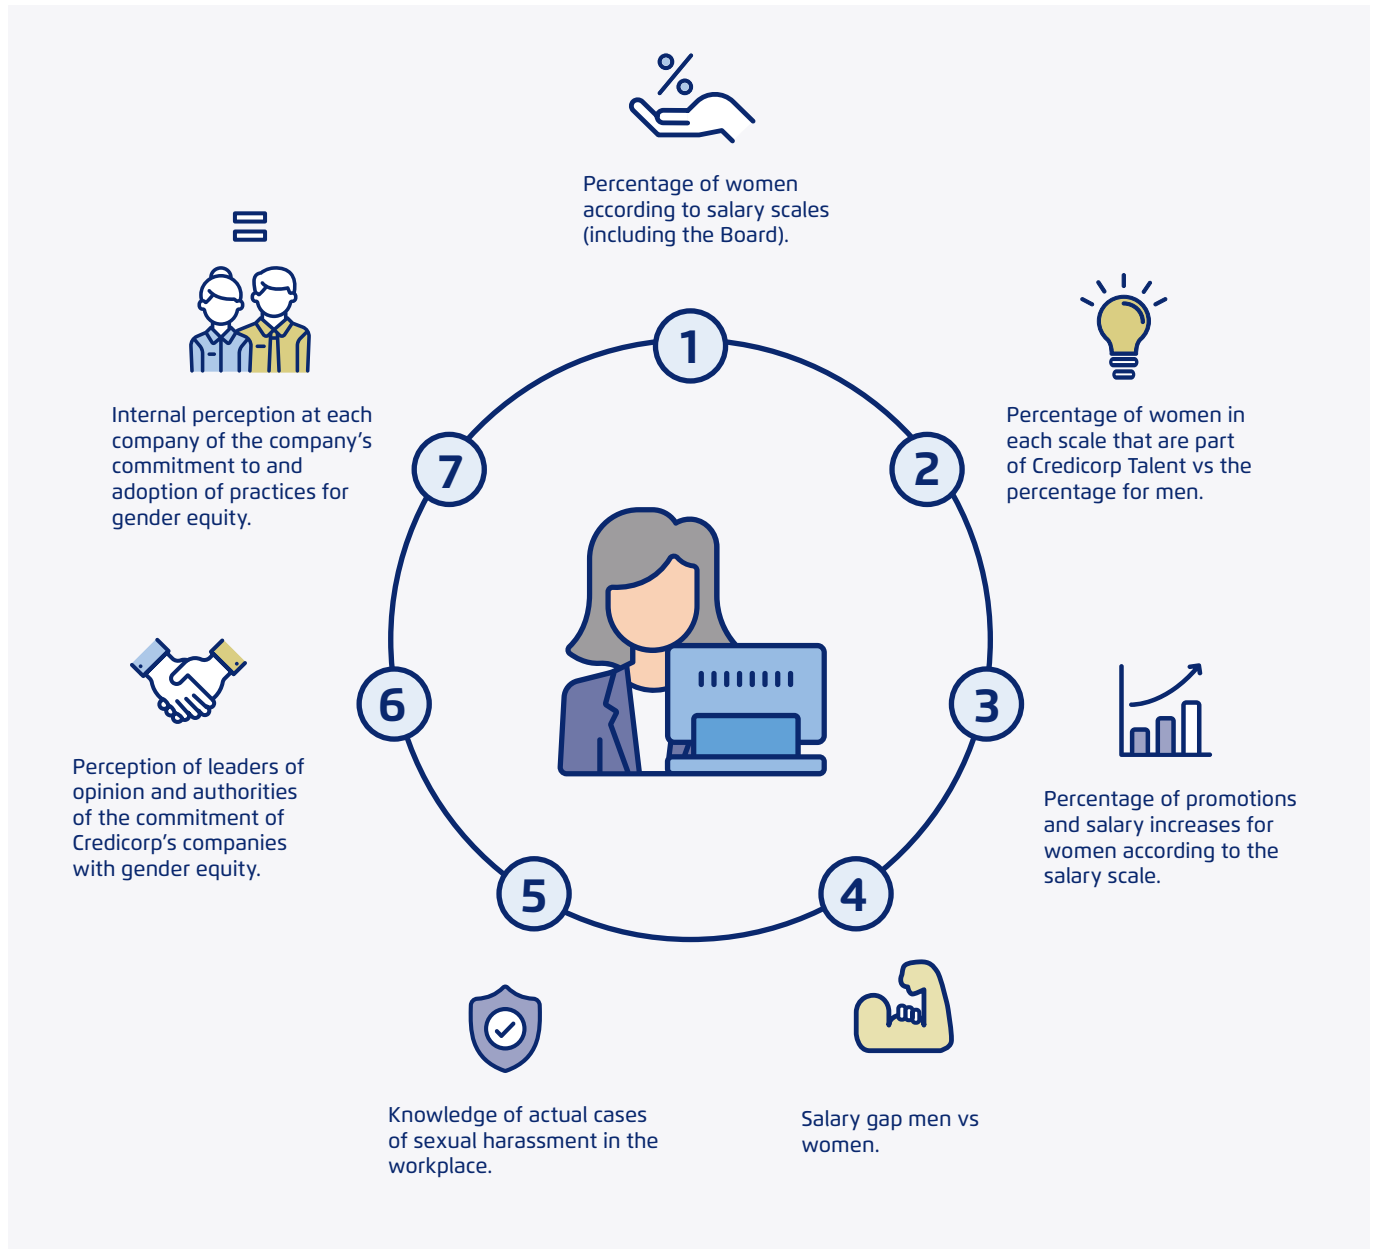 1
Percentage of women
according to salary scales
(including the Board).
2
Percentage of women in
each scale that are part
of Credicorp Talent vs the
percentage for men.
3
Percentage of promotions
and salary increases for
women according to the
salary scale.
4
Salary gap men vs
women.
5
Knowledge of actual cases
of sexual harassment in the
workplace.
6
Perception of leaders of
opinion and authorities
of the commitment of
Credicorp's companies
with gender equity.
7
Internal perception at each
company of the company's
commitment to and
adoption of practices for
gender equity.